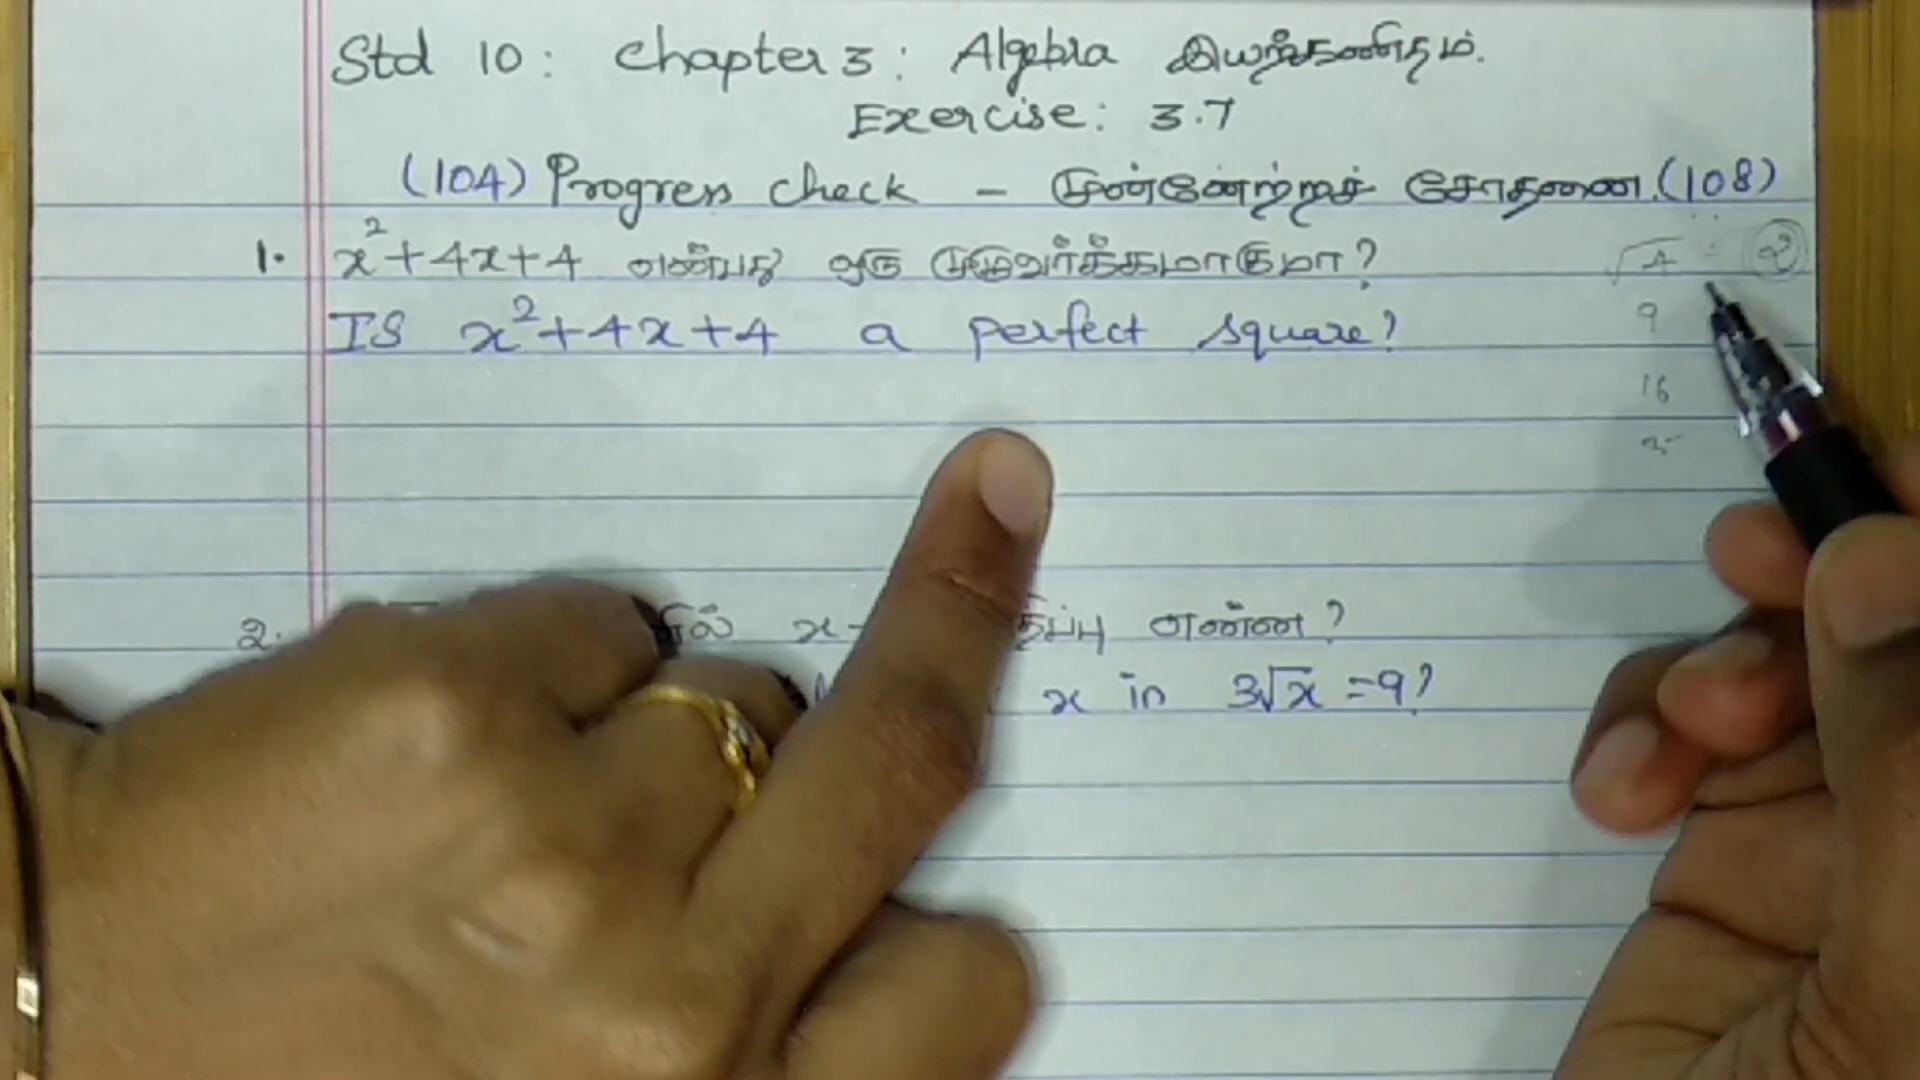 Std 10 : Chapter 3 : Algebra இயற்கணிதம்.
Exercise: 3.7
(104) Progress check - முன்னேற்றச் சோதனை.(108)
1. x²+4x+4 என்பது ஒரு முழுவர்க்கமாகுமா?
√4 = 2
IS x²+4x+4 a perfect square?
9
16
2. x- என்ன?
x in 3√x =9?